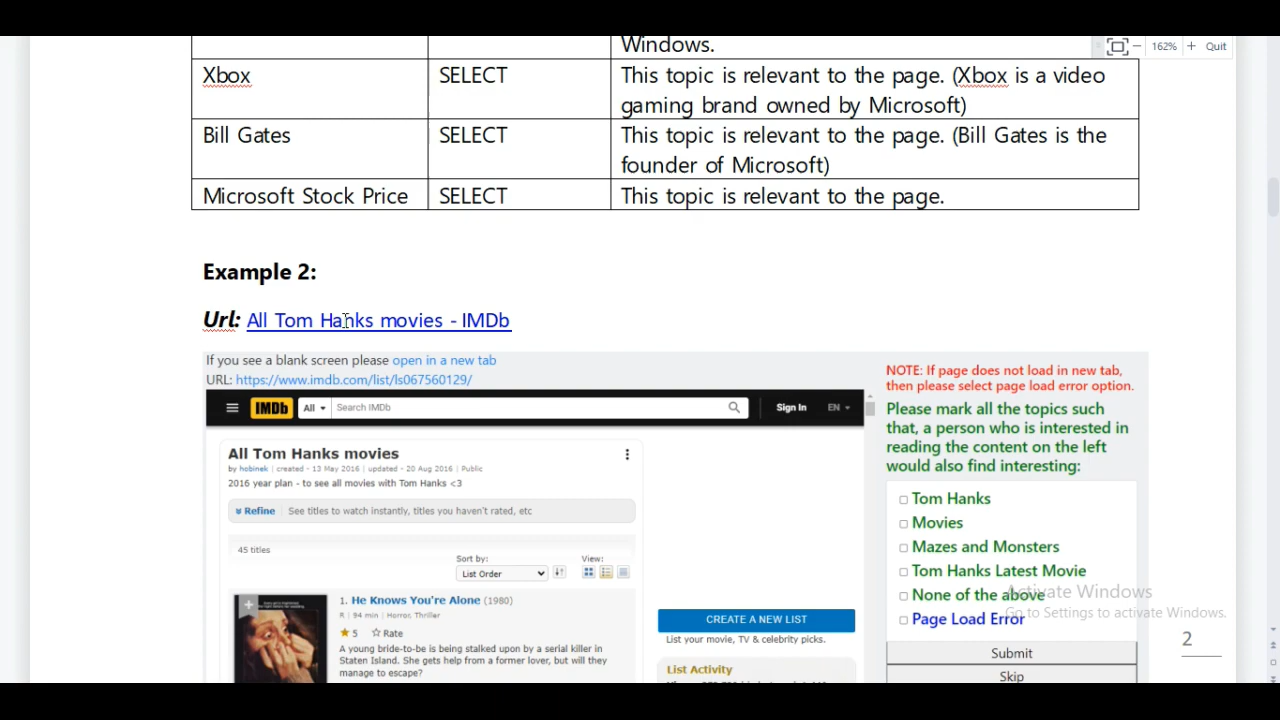 162% + Quit
Windows.
Xbox SELECT This topic is relevant to the page. (Xbox is a video
gaming brand owned by Microsoft)
Bill Gates SELECT This topic is relevant to the page. (Bill Gates is the
founder of Microsoft)
Microsoft Stock Price SELECT This topic is relevant to the page.
Example 2:
Url: All Tom Hanks movies - IMDb
If you see a blank screen please open in a new tab
URL: https://www.imdb.com/list/ls067560129/
IMDb All Search IMDb Sign In EN
All Tom Hanks movies
by hobinek | created - 13 May 2016 | updated - 20 Aug 2016 | Public
2016 year plan - to see all movies with Tom Hanks <3
Refine See titles to watch instantly, titles you haven't rated, etc
45 titles
Sort by: View:
List Order
1. He Knows You're Alone (1980)
R | 94 min | Horror, Thriller
5 Rate
A young bride-to-be is being stalked upon by a serial killer in
Staten Island. She gets help from a former lover, but will they
manage to escape?
CREATE A NEW LIST
List your movie, TV & celebrity picks.
List Activity
NOTE: If page does not load in new tab,
then please select page load error option.
Please mark all the topics such
that, a person who is interested in
reading the content on the left
would also find interesting:
Tom Hanks
Movies
Mazes and Monsters
Tom Hanks Latest Movie
None of the above
Page Load Error
Submit
Skip
Activate Windows
Go to Settings to activate Windows.
2